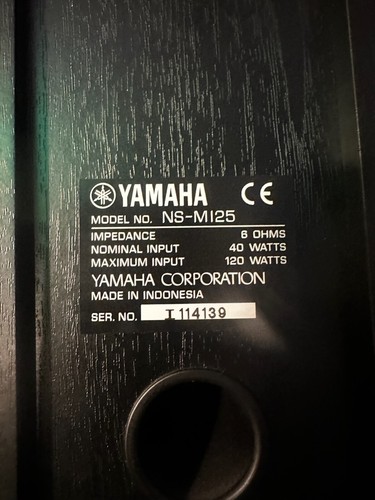 YAMAHA CE
MODEL NO. NS-M125
IMPEDANCE 6 OHMS
NOMINAL INPUT 40 WATTS
MAXIMUM INPUT 120 WATTS
YAMAHA CORPORATION
MADE IN INDONESIA
SER. NO. I 114139